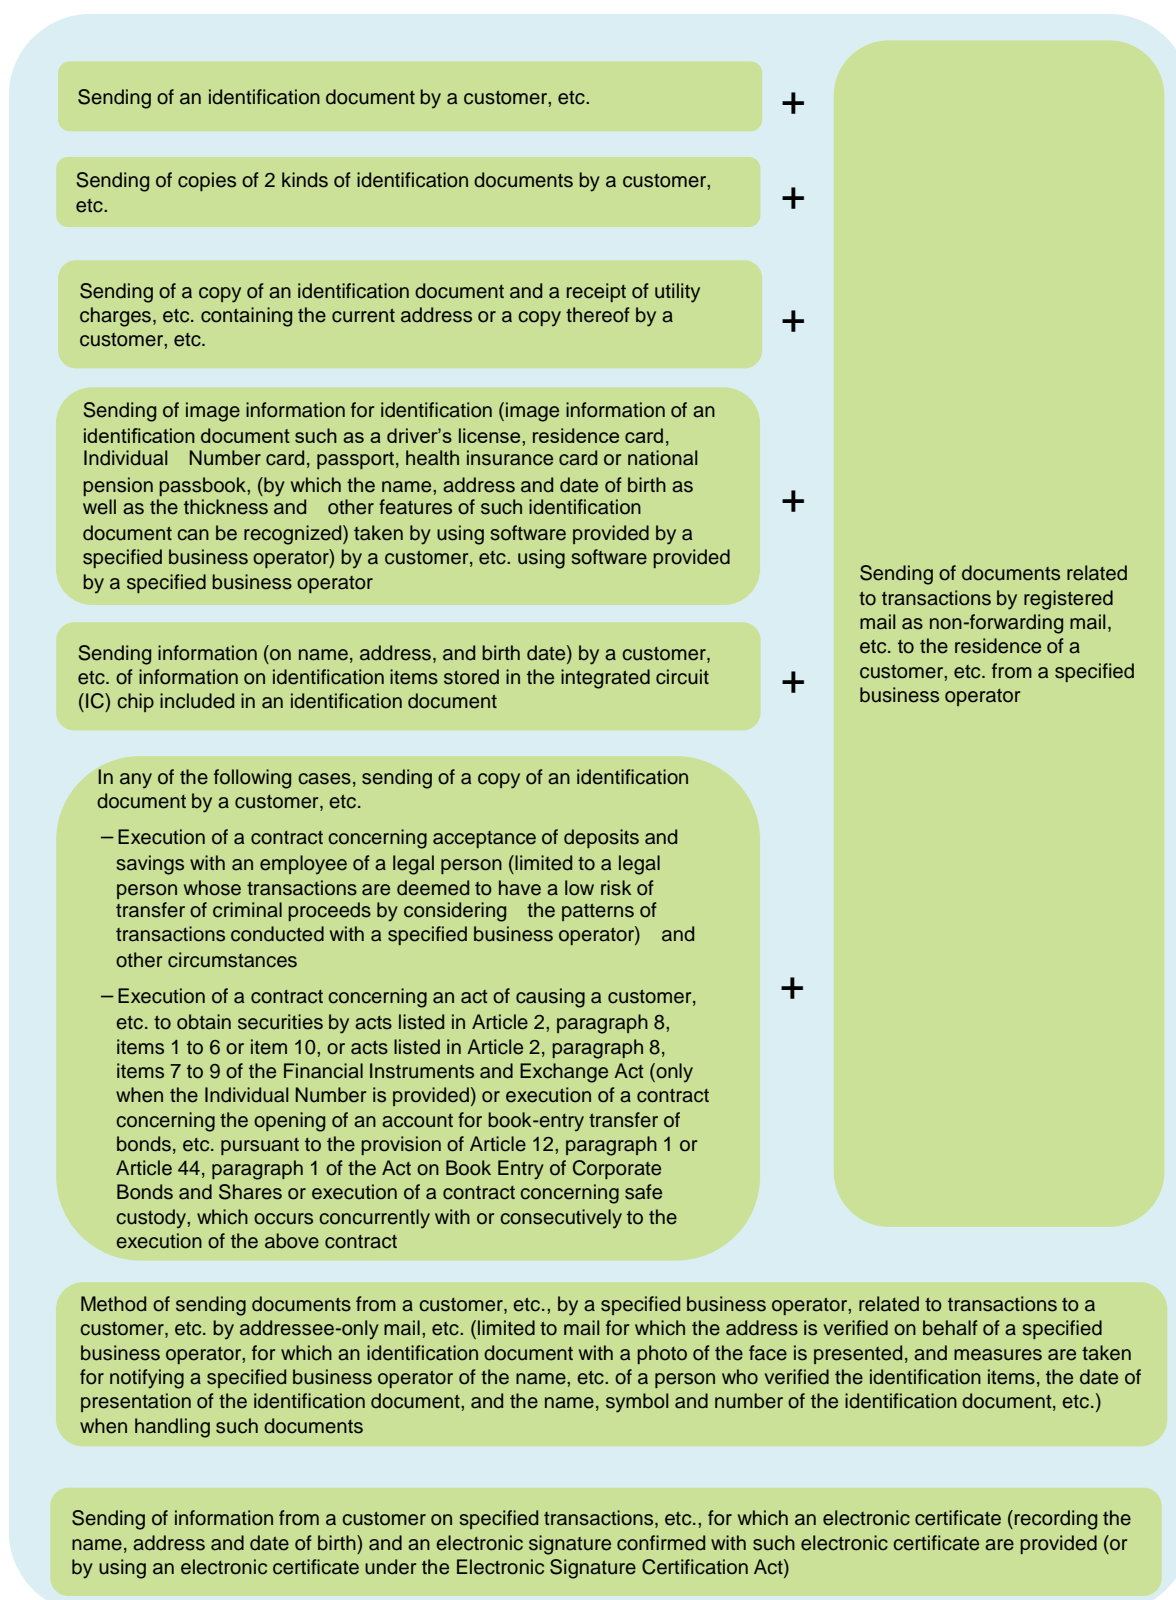 Sending of an identification document by a customer, etc.
+
Sending of copies of 2 kinds of identification documents by a customer,
etc.
+
Sending of a copy of an identification document and a receipt of utility
charges, etc. containing the current address or a copy thereof by a
customer, etc.
+
Sending of image information for identification (image information of an
identification document such as a driver's license, residence card,
Individual Number card, passport, health insurance card or national
pension passbook, (by which the name, address and date of birth as
well as the thickness and other features of such identification
document can be recognized) taken by using software provided by a
specified business operator) by a customer, etc. using software provided
by a specified business operator
+
Sending information (on name, address, and birth date) by a customer,
etc. of information on identification items stored in the integrated circuit
(IC) chip included in an identification document
+
In any of the following cases, sending of a copy of an identification
document by a customer, etc.
– Execution of a contract concerning acceptance of deposits and
savings with an employee of a legal person (limited to a legal
person whose transactions are deemed to have a low risk of
transfer of criminal proceeds by considering the patterns of
transactions conducted with a specified business operator) and
other circumstances
– Execution of a contract concerning an act of causing a customer,
etc. to obtain securities by acts listed in Article 2, paragraph 8,
items 1 to 6 or item 10, or acts listed in Article 2, paragraph 8,
items 7 to 9 of the Financial Instruments and Exchange Act (only
when the Individual Number is provided) or execution of a contract
concerning the opening of an account for book-entry transfer of
bonds, etc. pursuant to the provision of Article 12, paragraph 1 or
Article 44, paragraph 1 of the Act on Book Entry of Corporate
Bonds and Shares or execution of a contract concerning safe
custody, which occurs concurrently with or consecutively to the
execution of the above contract
+
Sending of documents related
to transactions by registered
mail as non-forwarding mail,
etc. to the residence of a
customer, etc. from a specified
business operator
Method of sending documents from a customer, etc., by a specified business operator, related to transactions to a
customer, etc. by addressee-only mail, etc. (limited to mail for which the address is verified on behalf of a specified
business operator, for which an identification document with a photo of the face is presented, and measures are taken
for notifying a specified business operator of the name, etc. of a person who verified the identification items, the date of
presentation of the identification document, and the name, symbol and number of the identification document, etc.)
when handling such documents
Sending of information from a customer on specified transactions, etc., for which an electronic certificate (recording the
name, address and date of birth) and an electronic signature confirmed with such electronic certificate are provided (or
by using an electronic certificate under the Electronic Signature Certification Act)